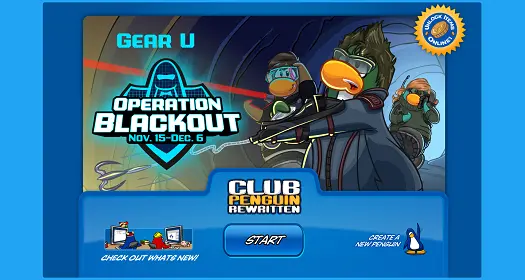 GEAR U
UNLOCK ITEMS
ONLINE!
OPERATION
BLACKOUT
NOV. 15-DEC. 6
CLUB
PENGUIN
REWRITTEN
CHECK OUT WHATS NEW!
START
CREATE A
NEW PENGUIN